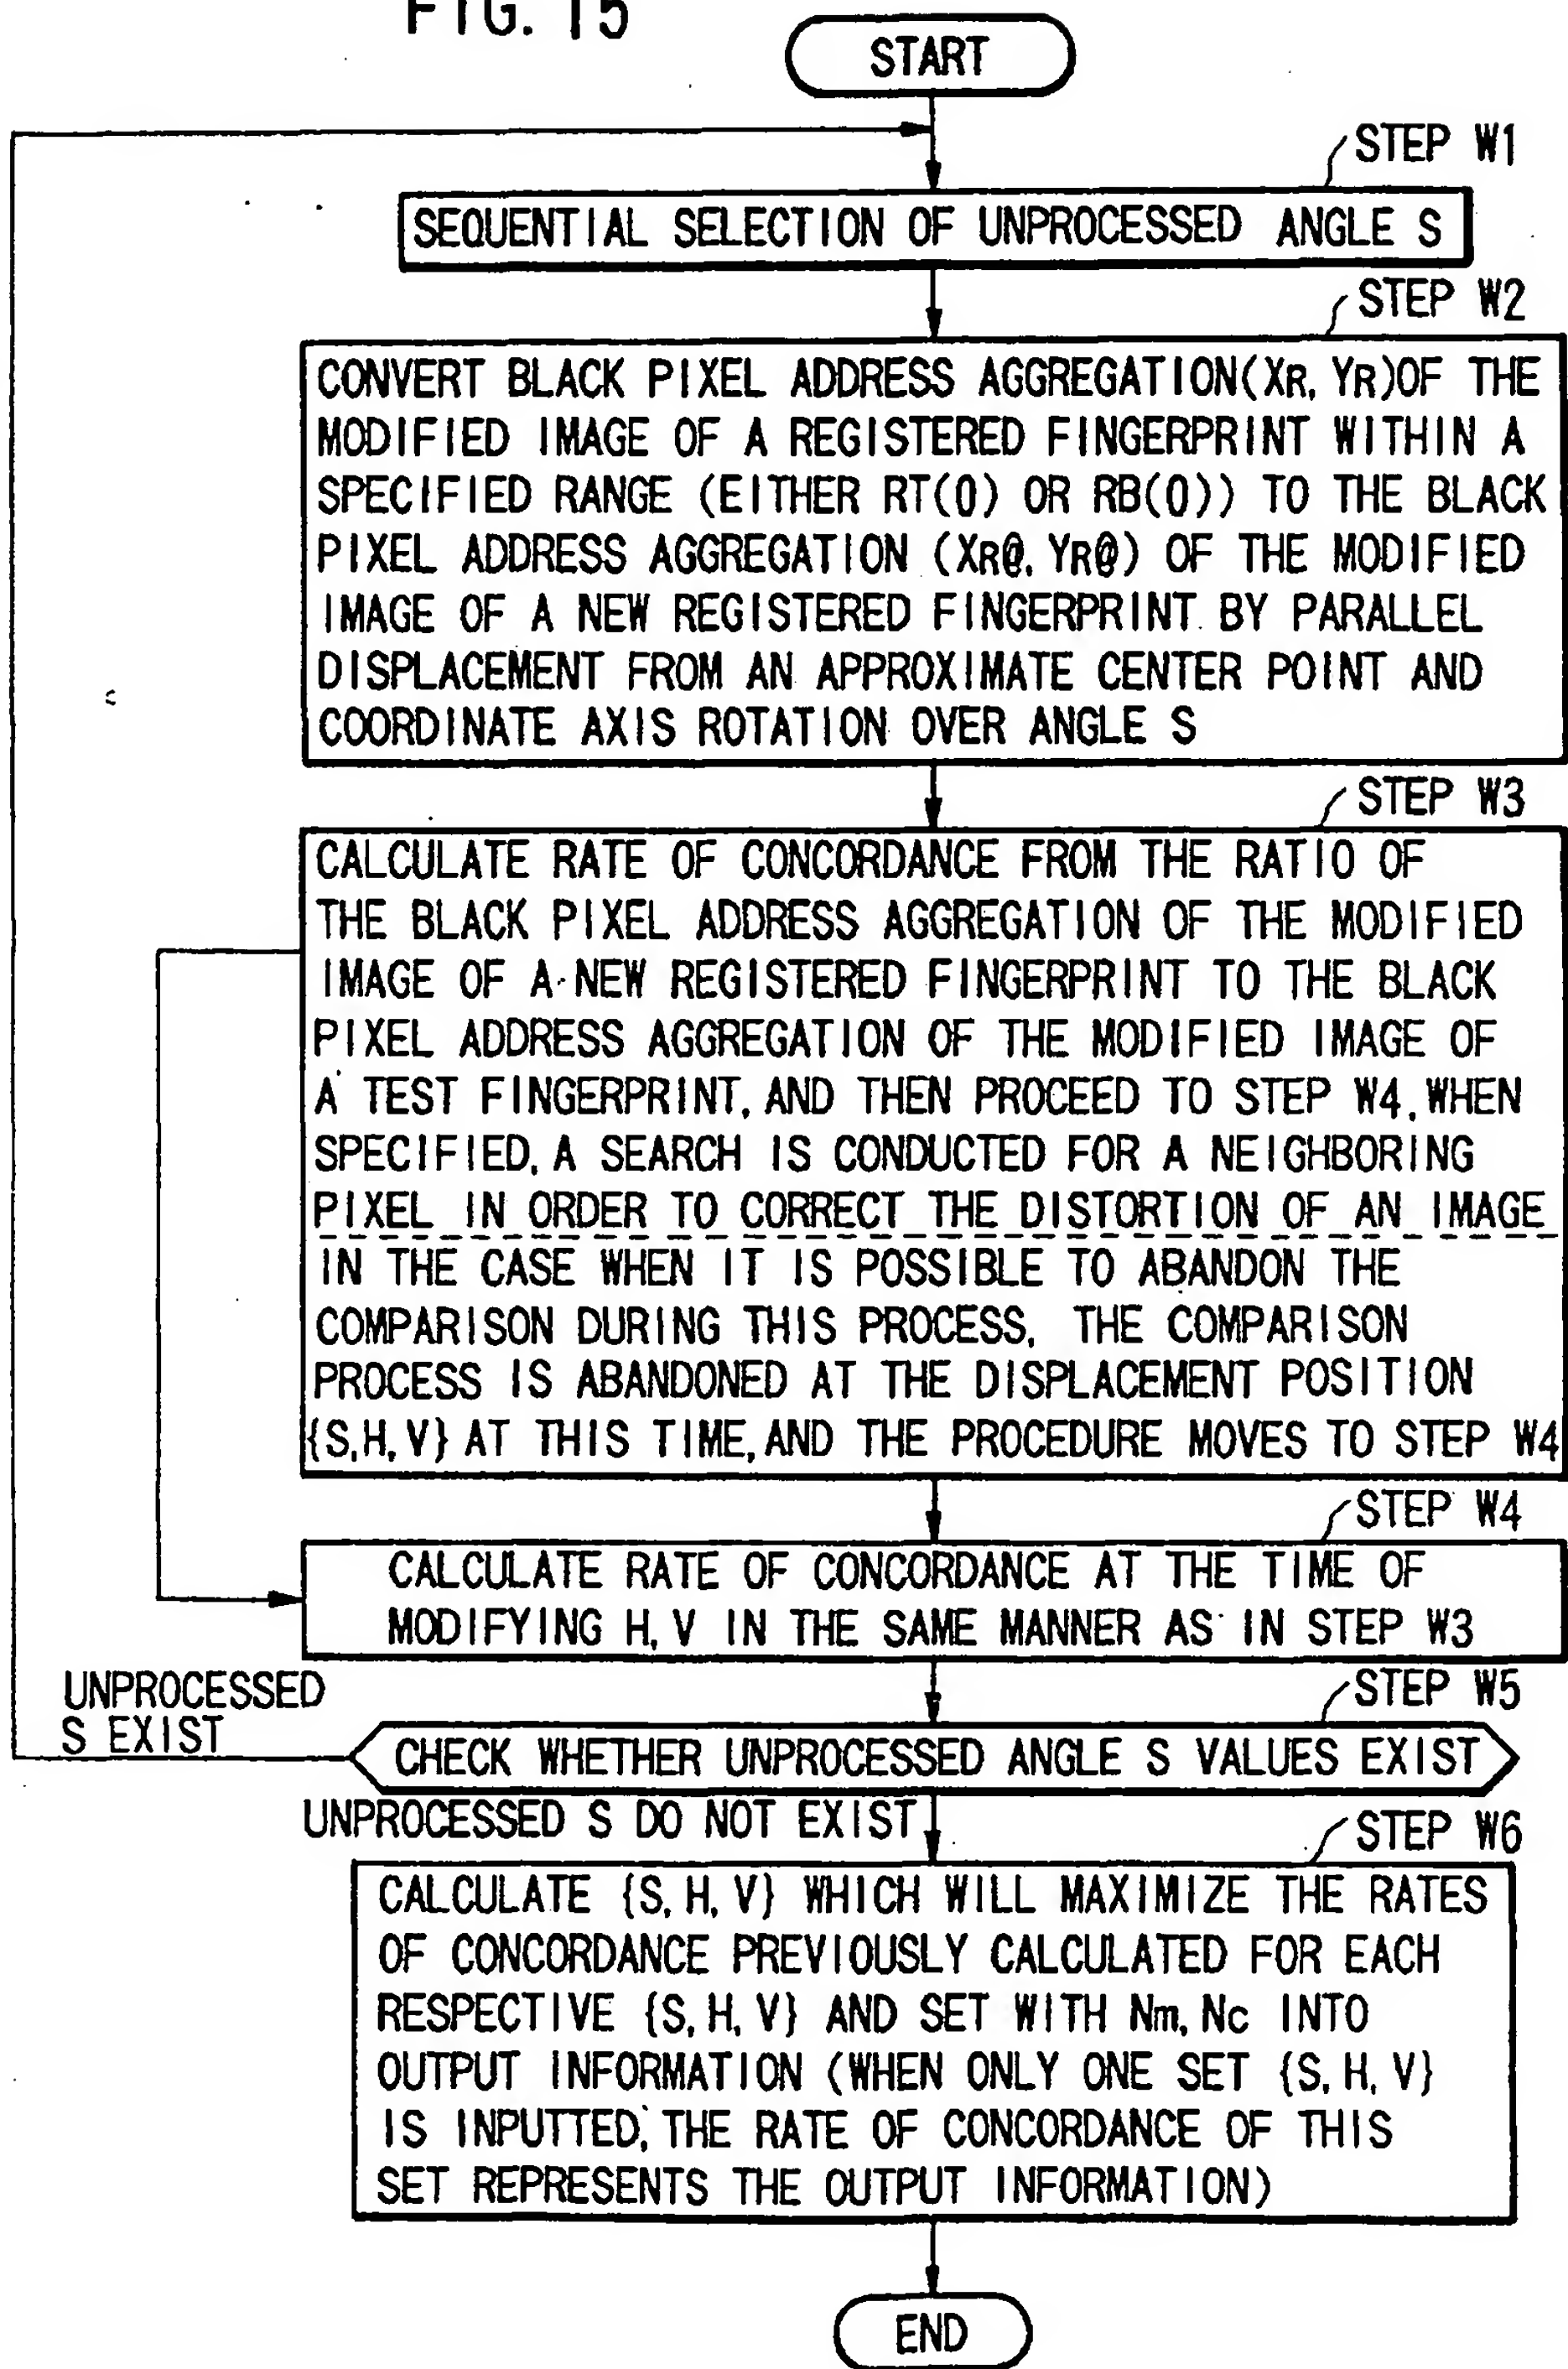 FIG. 15
START
STEP W1
SEQUENTIAL SELECTION OF UNPROCESSED ANGLE S
STEP W2
CONVERT BLACK PIXEL ADDRESS AGGREGATION(XR, YR)OF THE
MODIFIED IMAGE OF A REGISTERED FINGERPRINT WITHIN A
SPECIFIED RANGE (EITHER RT(0) OR RB(0)) TO THE BLACK
PIXEL ADDRESS AGGREGATION (XR@, YR@) OF THE MODIFIED
IMAGE OF A NEW REGISTERED FINGERPRINT BY PARALLEL
DISPLACEMENT FROM AN APPROXIMATE CENTER POINT AND
COORDINATE AXIS ROTATION OVER ANGLE S
STEP W3
CALCULATE RATE OF CONCORDANCE FROM THE RATIO OF
THE BLACK PIXEL ADDRESS AGGREGATION OF THE MODIFIED
IMAGE OF A NEW REGISTERED FINGERPRINT TO THE BLACK
PIXEL ADDRESS AGGREGATION OF THE MODIFIED IMAGE OF
A TEST FINGERPRINT, AND THEN PROCEED TO STEP W4, WHEN
SPECIFIED, A SEARCH IS CONDUCTED FOR A NEIGHBORING
PIXEL IN ORDER TO CORRECT THE DISTORTION OF AN IMAGE
IN THE CASE WHEN IT IS POSSIBLE TO ABANDON THE
COMPARISON DURING THIS PROCESS, THE COMPARISON
PROCESS IS ABANDONED AT THE DISPLACEMENT POSITION
{S, H, V} AT THIS TIME, AND THE PROCEDURE MOVES TO STEP W4
STEP W4
CALCULATE RATE OF CONCORDANCE AT THE TIME OF
MODIFYING H, V IN THE SAME MANNER AS IN STEP W3
STEP W5
UNPROCESSED
S EXIST
CHECK WHETHER UNPROCESSED ANGLE S VALUES EXIST
UNPROCESSED S DO NOT EXIST
STEP W6
CALCULATE {S, H, V} WHICH WILL MAXIMIZE THE RATES
OF CONCORDANCE PREVIOUSLY CALCULATED FOR EACH
RESPECTIVE {S, H, V} AND SET WITH Nm, Nc INTO
OUTPUT INFORMATION (WHEN ONLY ONE SET {S, H, V}
IS INPUTTED, THE RATE OF CONCORDANCE OF THIS
SET REPRESENTS THE OUTPUT INFORMATION)
END